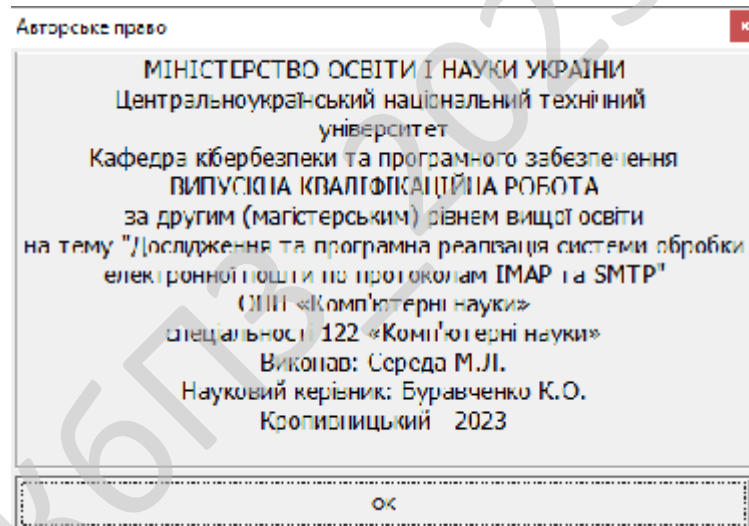 Авторське право
МІНІСТЕРСТВО ОСВІТИ І НАУКИ УКРАЇНИ
Центральноукраїнський національний технічний
університет
Кафедра кібербезпеки та програмного забезпечення
ВИПУСКНА КВАЛІФІКАЦІЙНА РОБОТА
за другим (магістерським) рівнем вищої освіти
на тему "Дослідження та програмна реалізація системи обробки
електронної пошти по протоколам IMAP та SMTP"
ОПП «Комп'ютерні науки»
спеціальності 122 «Комп'ютерні науки»
Виконав: Середа М.Л.
Науковий керівник: Буравченко К.О.
Кропивницький 2023
ОК
КбПЗ_2023